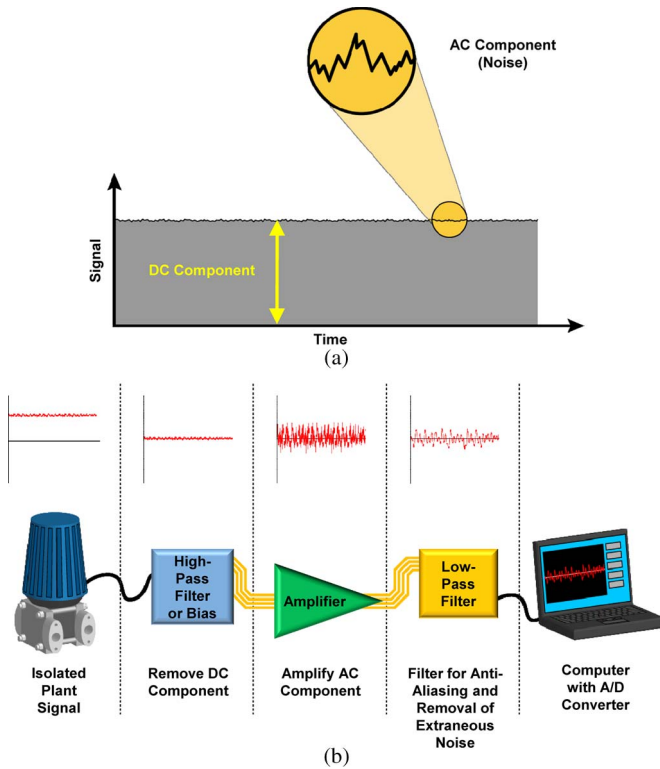 AC Component
(Noise)
Signal
DC Component
Time
(a)
High-
Pass
Filter
or Bias
Amplifier
Low-
Pass
Filter
Isolated
Plant
Signal
Remove DC
Component
Amplify AC
Component
Filter for Anti-
Aliasing and
Removal of
Extraneous
Noise
Computer
with A/D
Converter
(b)